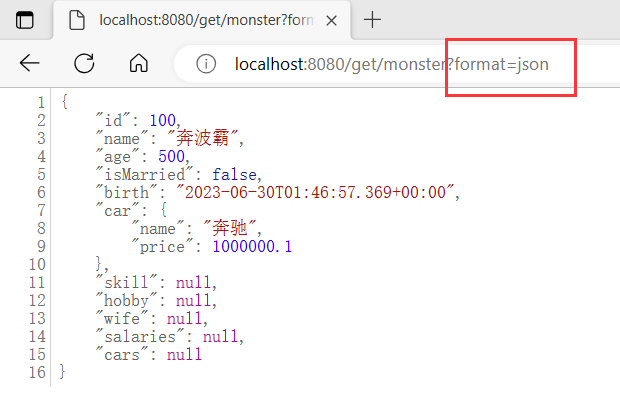 localhost:8080/get/monster?form
localhost:8080/get/monster?format=json
1 {
2 "id": 100,
3 "name": "奔波霸",
4 "age": 500,
5 "isMarried": false,
6 "birth": "2023-06-30T01:46:57.369+00:00",
7 "car": {
8 "name": "奔驰",
9 "price": 1000000.1
10 },
11 "skill": null,
12 "hobby": null,
13 "wife": null,
14 "salaries": null,
15 "cars": null
16 }